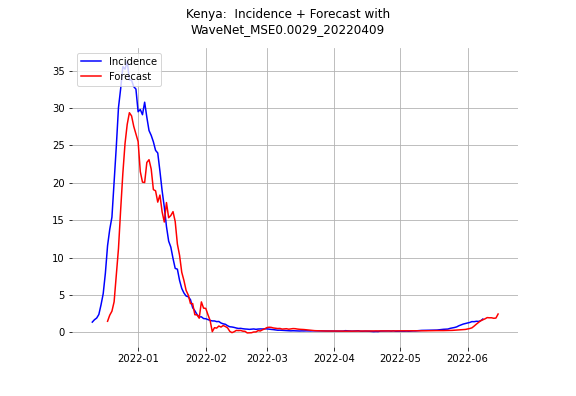 Kenya:  Incidence + Forecast with
WaveNet_MSE0.0029_20220409
Incidence
Forecast
35
30
25
20
15
10
5
0
2022-01 2022-02 2022-03 2022-04 2022-05 2022-06